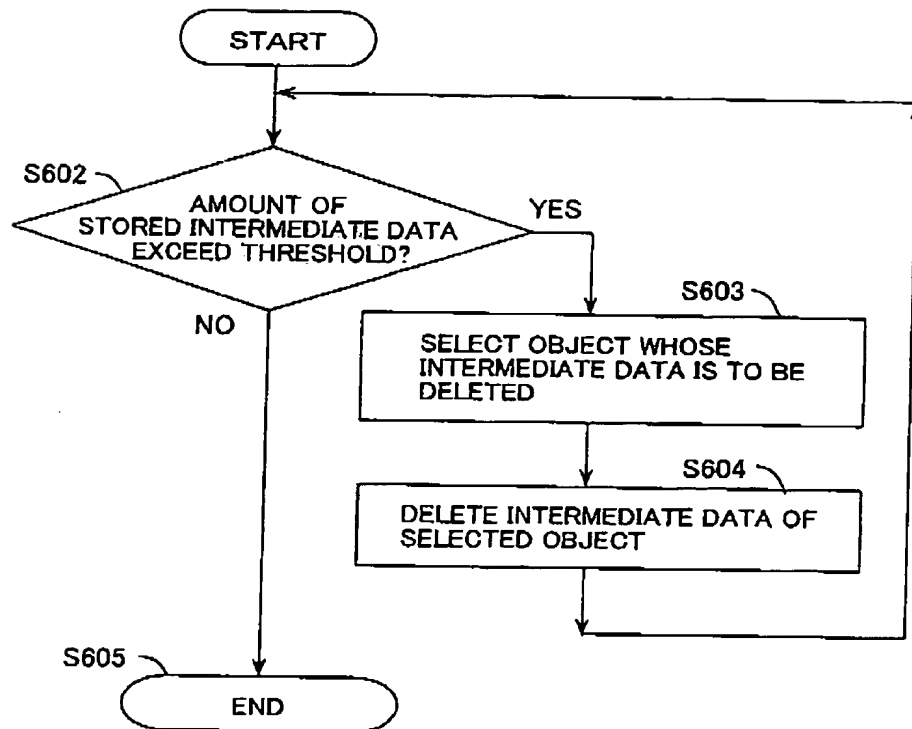 START
S602
AMOUNT OF
STORED INTERMEDIATE DATA
EXCEED THRESHOLD?
YES
NO
S603
SELECT OBJECT WHOSE
INTERMEDIATE DATA IS TO BE
DELETED
S604
DELETE INTERMEDIATE DATA OF
SELECTED OBJECT
S605
END